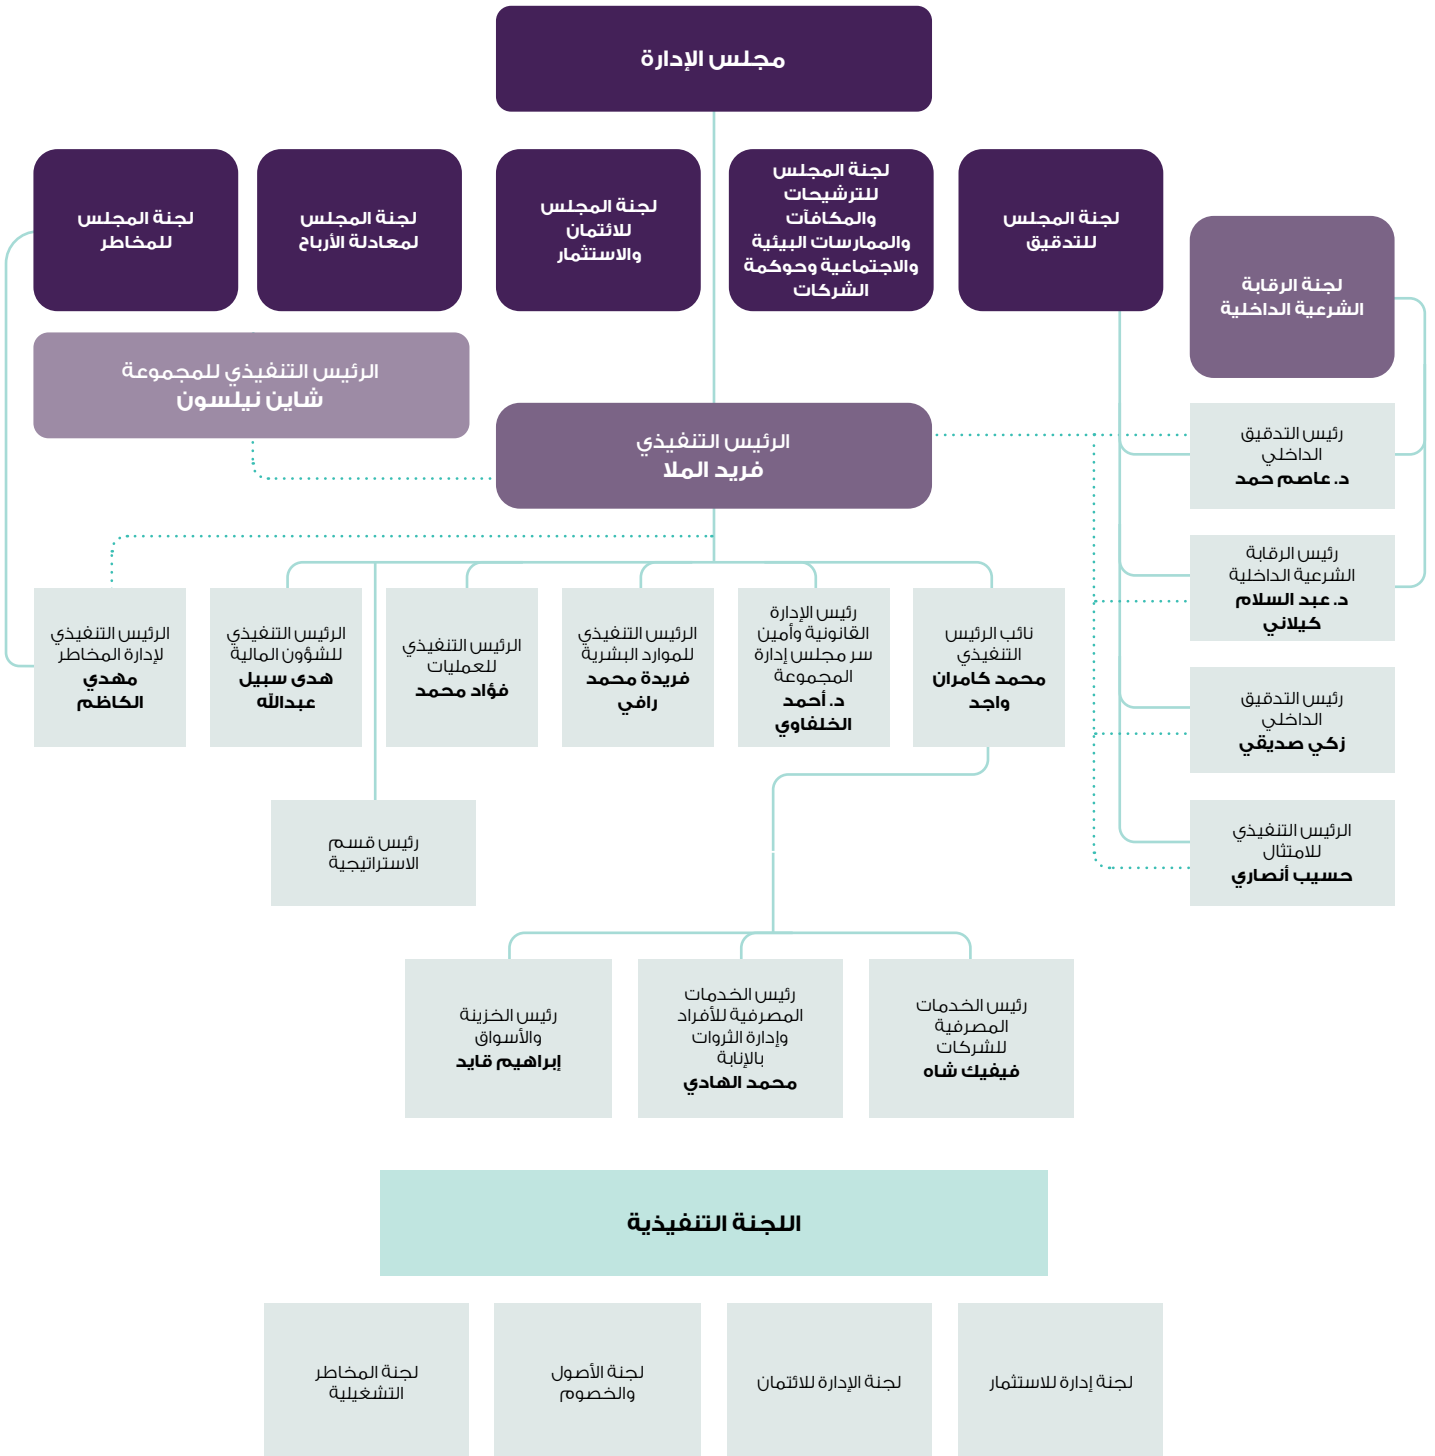 مجلس الإدارة
لجنة المجلس
للتدقيق
لجنة المجلس
للترشيحات
والمكافآت
والممارسات البيئية
والاجتماعية وحوكمة
الشركات
لجنة المجلس
للائتمان
والاستثمار
لجنة المجلس
لمعادلة الأرباح
لجنة المجلس
للمخاطر
لجنة الرقابة
الشرعية الداخلية
الرئيس التنفيذي للمجموعة
شاين نيلسون
الرئيس التنفيذي
فريد الملا
رئيس التدقيق
الداخلي
د. عاصم حمد
رئيس الرقابة
الشرعية الداخلية
د. عبد السلام
كيلاني
رئيس التدقيق
الداخلي
زكي صديقي
الرئيس التنفيذي
للامتثال
حسيب أنصاري
نائب الرئيس
التنفيذي
محمد كامران
واجد
رئيس الإدارة
القانونية وأمين
سر مجلس إدارة
المجموعة
د. أحمد
الخلفاوي
الرئيس التنفيذي
للموارد البشرية
فريدة محمد
رافي
الرئيس التنفيذي
للعمليات
فؤاد محمد
الرئيس التنفيذي
للشؤون المالية
هدى سبيل
عبدالله
الرئيس التنفيذي
لإدارة المخاطر
مهدي
الكاظم
رئيس قسم
الاستراتيجية
رئيس الخدمات
المصرفية
للشركات
فيفيك شاه
رئيس الخدمات
المصرفية للأفراد
وإدارة الثروات
بالإنابة
محمد الهادي
رئيس الخزينة
والأسواق
إبراهيم قايد
اللجنة التنفيذية
لجنة إدارة للاستثمار
لجنة الإدارة للائتمان
لجنة الأصول
والخصوم
لجنة المخاطر
التشغيلية